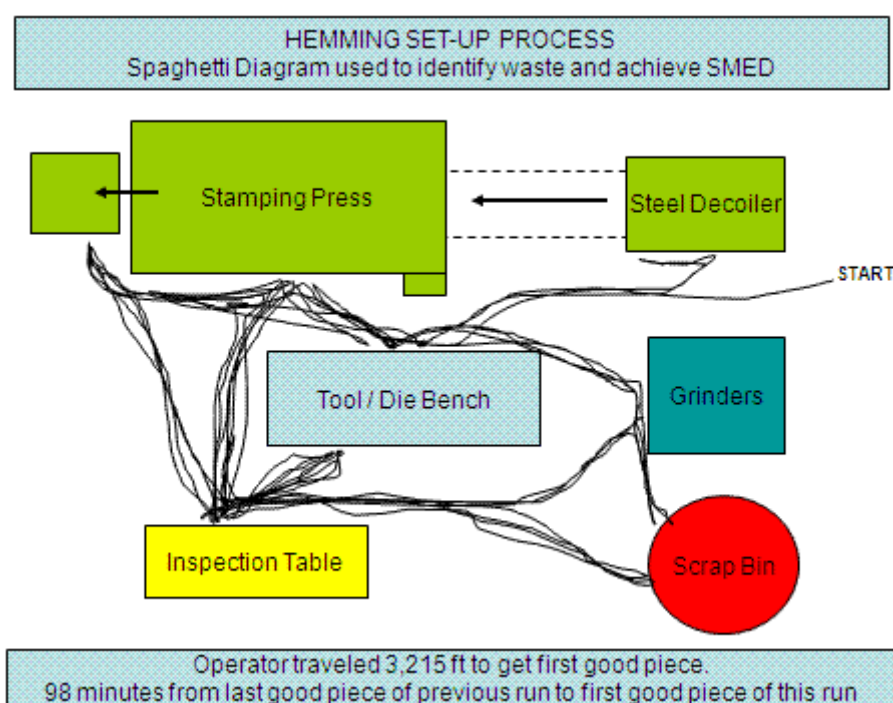 HEMMING SET-UP PROCESS
Spaghetti Diagram used to identify waste and achieve SMED
Stamping Press
Steel Decoiler
START
Tool / Die Bench
Grinders
Inspection Table
Scrap Bin
Operator traveled 3,215 ft to get first good piece.
98 minutes from last good piece of previous run to first good piece of this run